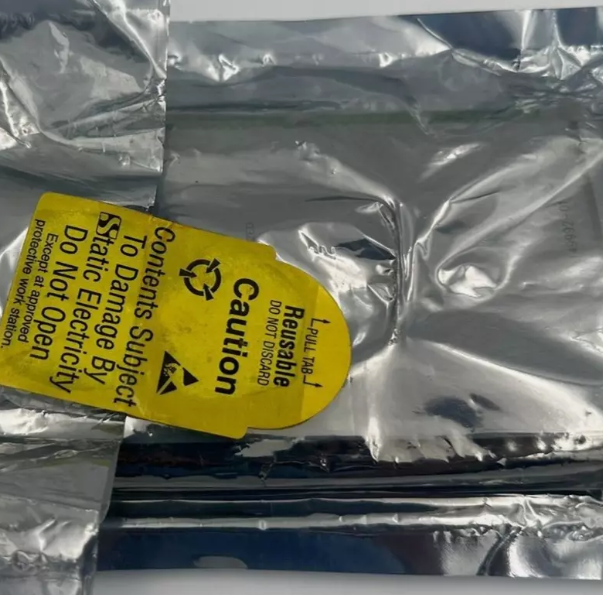 PULL TAB
Reusable
DO NOT DISCARD
Caution
Contents Subject
To Damage By
Static Electricity
Do Not Open
Except at approved
protective work station.